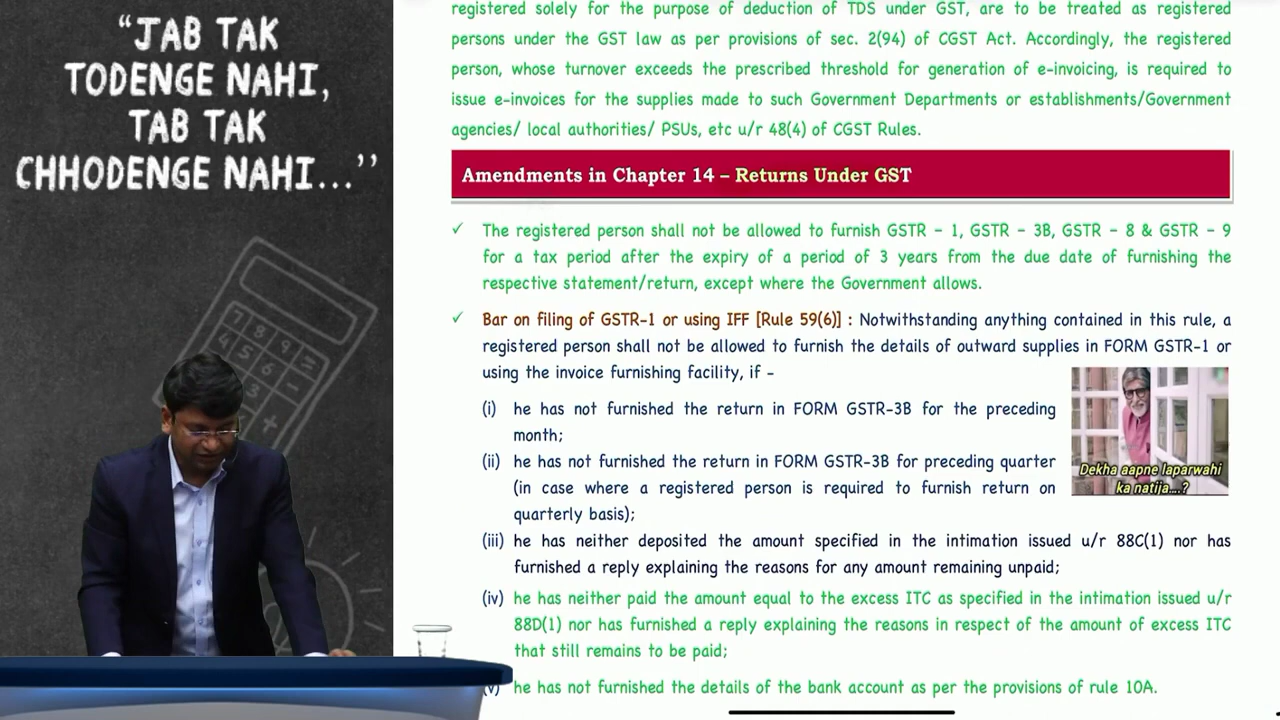 “JAB TAK
TODENGE NAHI,
TAB TAK
CHHODENGE NAHI...’’
registered solely for the purpose of deduction of TDS under GST, are to be treated as registered
persons under the GST law as per provisions of sec. 2(94) of CGST Act. Accordingly, the registered
person, whose turnover exceeds the prescribed threshold for generation of e-invoicing, is required to
issue e-invoices for the supplies made to such Government Departments or establishments/Government
agencies/ local authorities/ PSUs, etc u/r 48(4) of CGST Rules.
Amendments in Chapter 14 – Returns Under GST
✓ The registered person shall not be allowed to furnish GSTR – 1, GSTR – 3B, GSTR – 8 & GSTR – 9
for a tax period after the expiry of a period of 3 years from the due date of furnishing the
respective statement/return, except where the Government allows.
✓ Bar on filing of GSTR-1 or using IFF [Rule 59(6)] : Notwithstanding anything contained in this rule, a
registered person shall not be allowed to furnish the details of outward supplies in FORM GSTR-1 or
using the invoice furnishing facility, if –
(i) he has not furnished the return in FORM GSTR-3B for the preceding
month;
(ii) he has not furnished the return in FORM GSTR-3B for preceding quarter
(in case where a registered person is required to furnish return on
quarterly basis);
Dekha aapne laparwahi
ka natija....?
(iii) he has neither deposited the amount specified in the intimation issued u/r 88C(1) nor has
furnished a reply explaining the reasons for any amount remaining unpaid;
(iv) he has neither paid the amount equal to the excess ITC as specified in the intimation issued u/r
88D(1) nor has furnished a reply explaining the reasons in respect of the amount of excess ITC
that still remains to be paid;
(v) he has not furnished the details of the bank account as per the provisions of rule 10A.
7 8 9 =
4 5 6 -
3 +